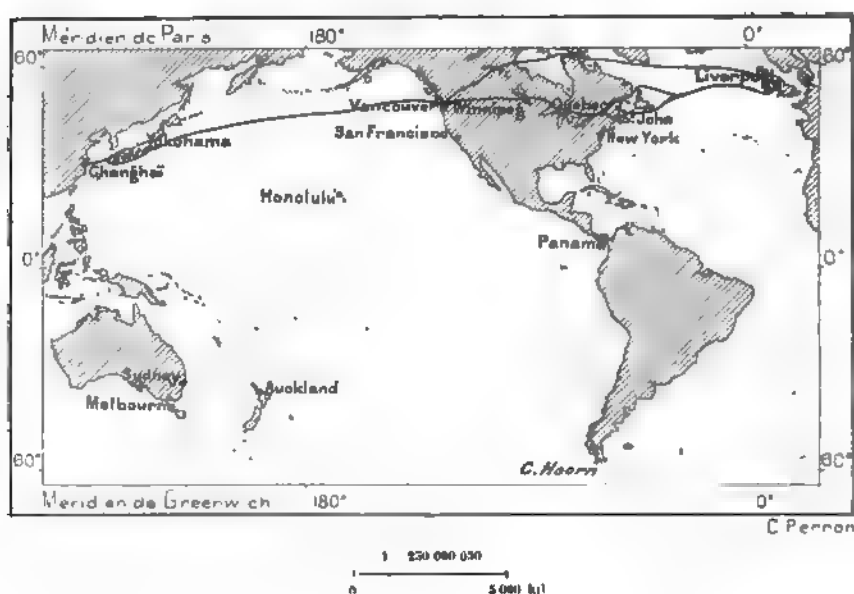 Méridien de Paris 180° 0°
60° 60°
Liverpool
Vancouver Winnipeg Québec
St. John
San Francisco New York
Yokohama
Changhaï
Honolulu
Panama
0° 0°
Sydney Auckland
Melbourne
60° C. Hoorn 60°
Méridien de Greenwich 180° 0°
C. Perron
1 : 250 000 000
0 5 000 kil.